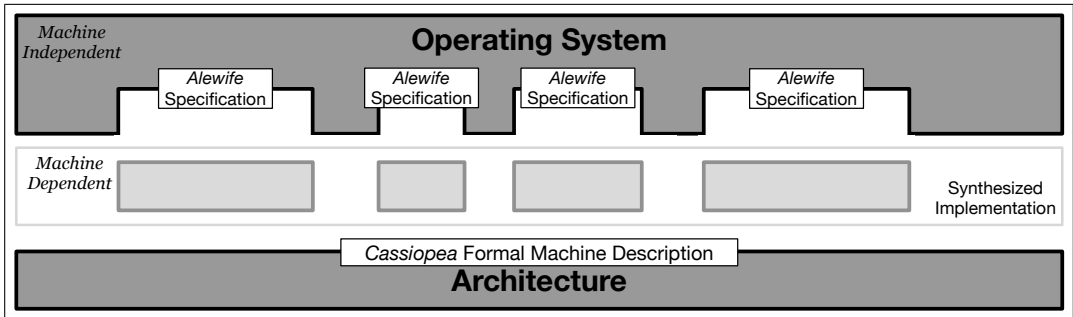 Machine
Independent
Operating System
Alewife
Specification
Alewife
Specification
Alewife
Specification
Alewife
Specification
Machine
Dependent
Synthesized
Implementation
Cassiopea Formal Machine Description
Architecture